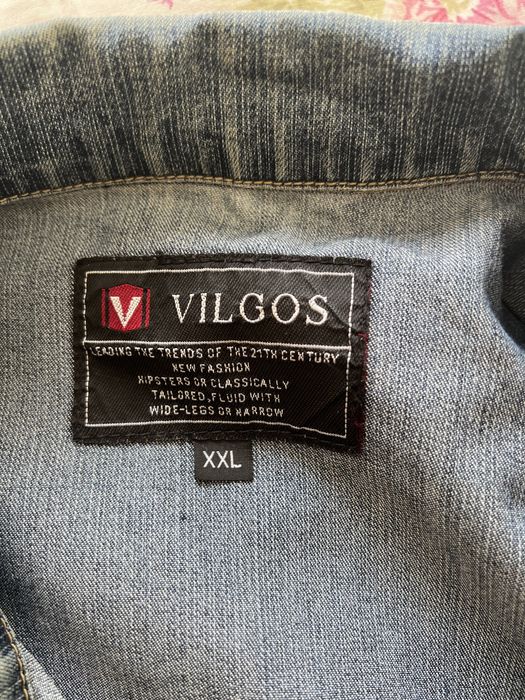 V VILGOS
LEADING THE TRENDS OF THE 21TH CENTURY
NEW FASHION
HIPSTERS OR CLASSICALLY
TAILORED,FLUID WITH
WIDE-LEGS OR NARROW
XXL